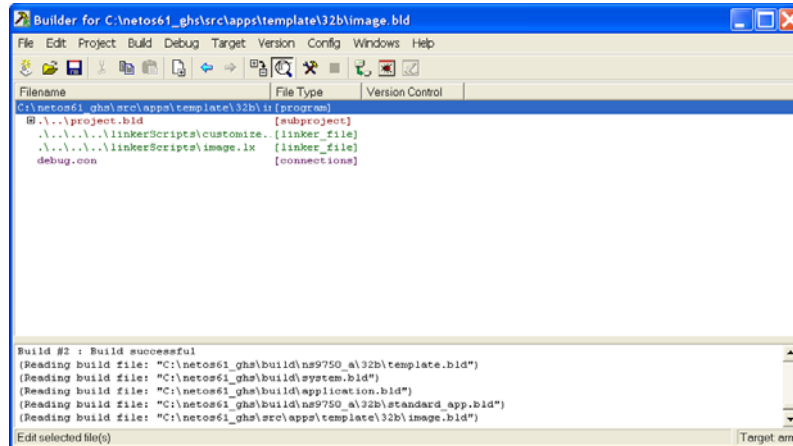 Builder for C:\netos61_ghs\src\apps\template\32b\image.bld
File Edit Project Build Debug Target Version Config Windows Help
Filename File Type Version Control
C:\netos61_ghs\src\apps\template\32b\i [program]
.\..\project.bld [subproject]
.\..\..\..\linkerScripts\customize.. [linker_file]
.\..\..\..\linkerScripts\image.lx [linker_file]
debug.con [connections]
Build #2 : Build successful
(Reading build file: "C:\netos61_ghs\build\ns9750_a\32b\template.bld")
(Reading build file: "C:\netos61_ghs\build\system.bld")
(Reading build file: "C:\netos61_ghs\build\application.bld")
(Reading build file: "C:\netos61_ghs\build\ns9750_a\32b\standard_app.bld")
(Reading build file: "C:\netos61_ghs\src\apps\template\32b\image.bld")
Edit selected file(s) Target arm